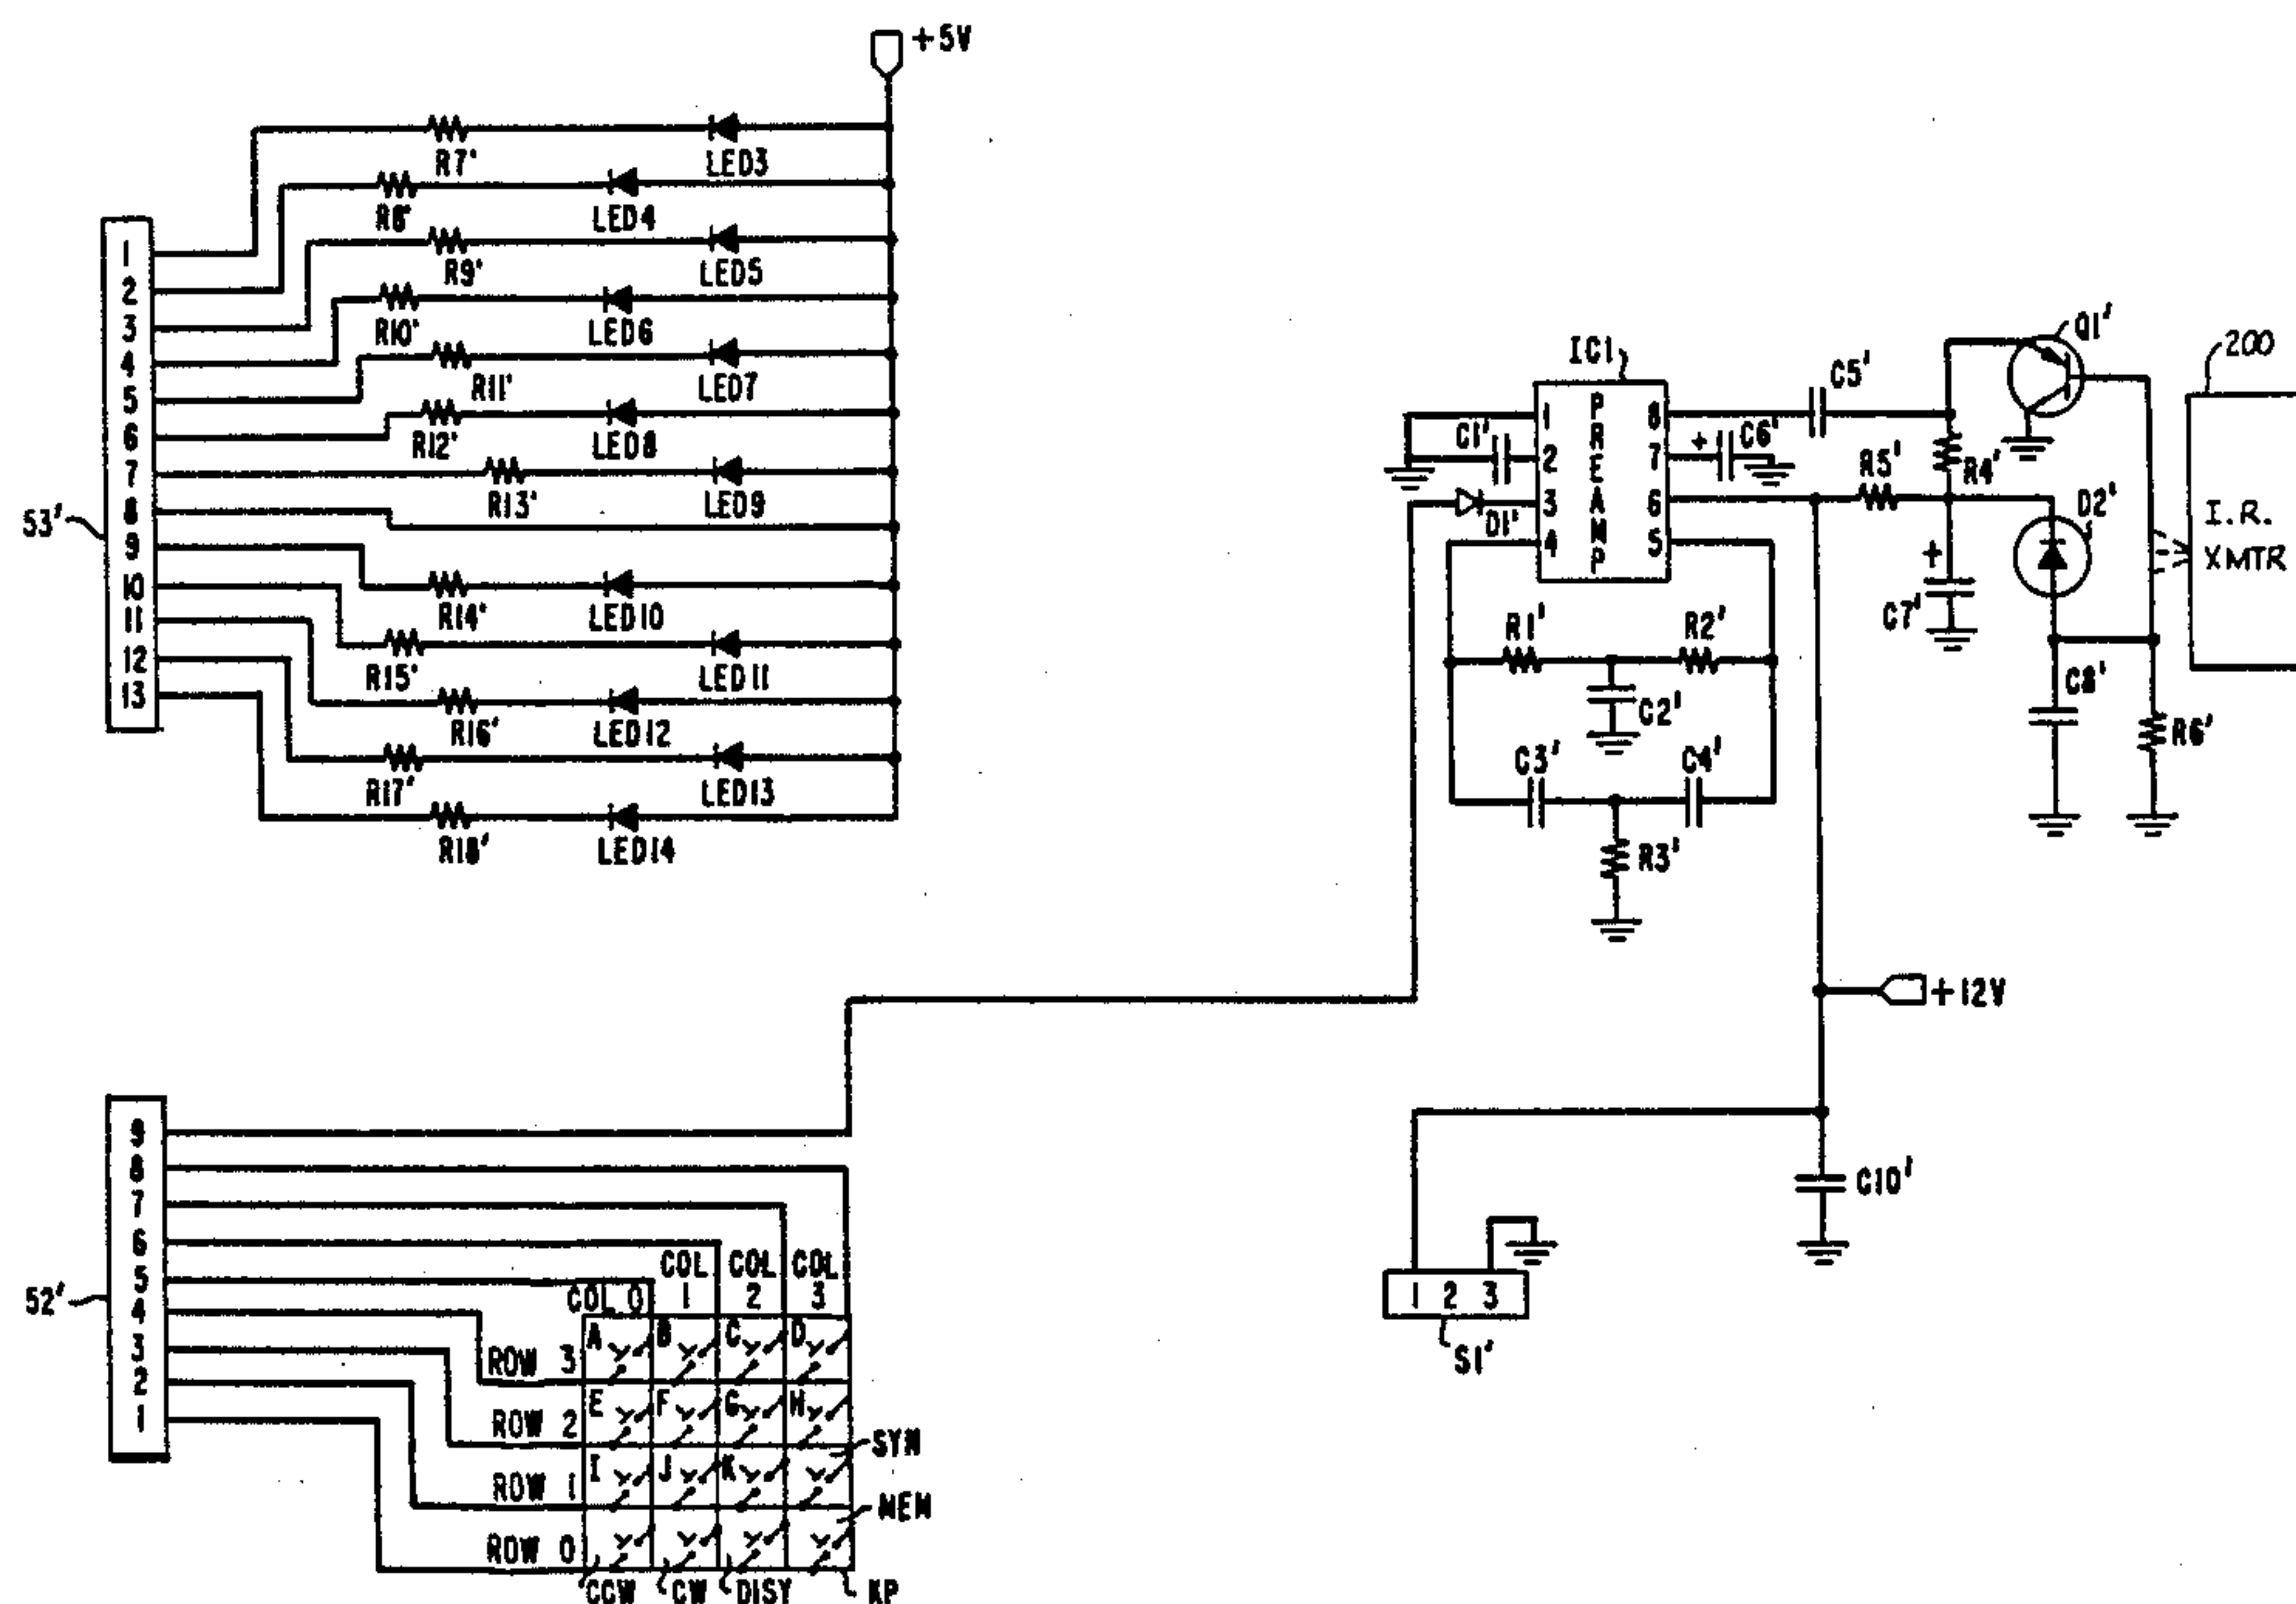 +5V
R7'
LED3
R8'
LED4
R9'
LED5
R10'
LED6
R11'
LED7
R12'
LED8
R13'
LED9
R14'
LED10
R15'
LED11
R16'
LED12
R17'
LED13
R18'
LED14
53'
1
2
3
4
5
6
7
8
9
10
11
12
13
IC1
PREAMP
1
2
3
4
8
7
6
5
C1'
D1'
C5'
+ C6'
Q1'
R4'
R5'
D2'
+
C7'
C8'
R6'
200
I.R.
XMTR
R1'
R2'
C2'
C3'
C4'
R3'
+12V
C10'
1 2 3
S1'
52'
9
8
7
6
5
4
3
2
1
COL 0
COL 1
COL 2
COL 3
ROW 3
A B C D
ROW 2
E F G H
ROW 1
I J K
SYM
MEM
ROW 0
CCW CW DISY KP